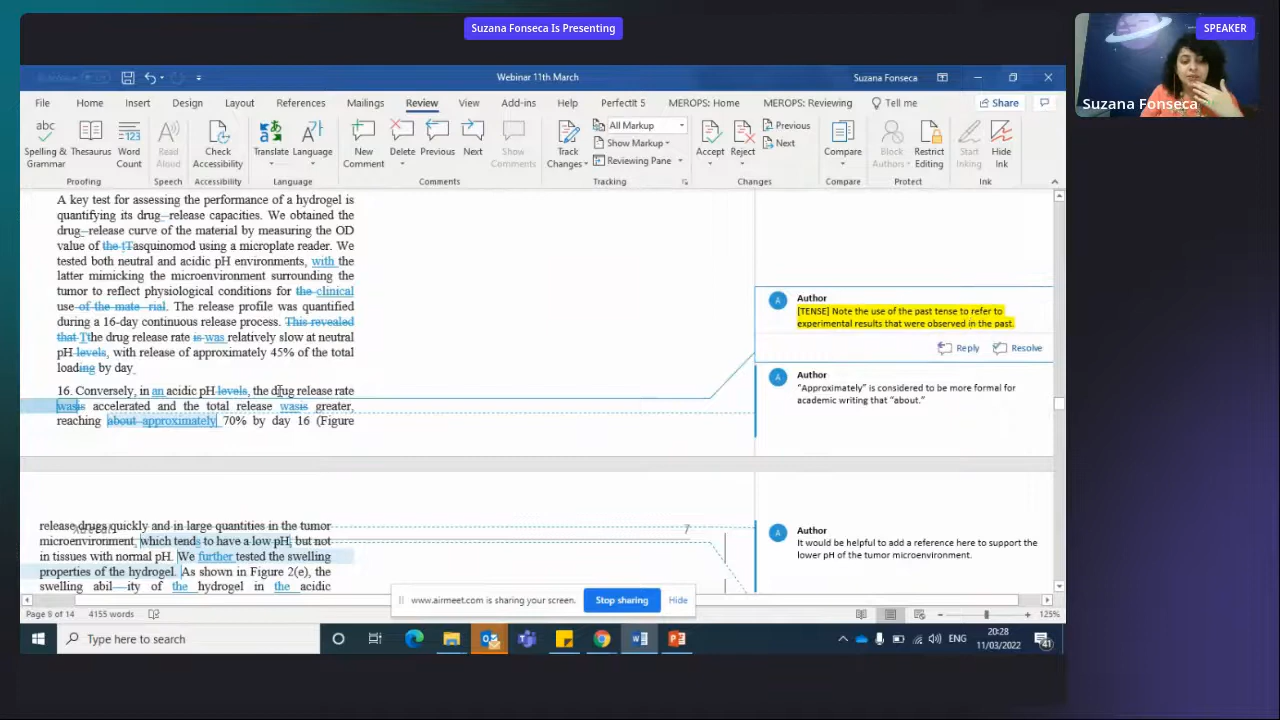 Suzana Fonseca Is Presenting
SPEAKER
Suzana Fonseca
Webinar 11th March
Suzana Fonseca
File Home Insert Design Layout References Mailings Review View Add-ins Help PerfectIt 5 MEROPS: Home MEROPS: Reviewing Tell me Share
Spelling & Grammar Thesaurus Word Count Read Aloud Check Accessibility Translate Language New Comment Delete Previous Next Show Comments Track Changes All Markup Show Markup Reviewing Pane Accept Reject Previous Next Compare Block Authors Restrict Editing Start Inking Hide Ink
Proofing Speech Accessibility Language Comments Tracking Changes Compare Protect Ink
A key test for assessing the performance of a hydrogel is
quantifying its drug-release capacities. We obtained the
drug-release curve of the material by measuring the OD
value of the tTasquinomod using a microplate reader. We
tested both neutral and acidic pH environments, with the
latter mimicking the microenvironment surrounding the
tumor to reflect physiological conditions for the clinical
use of the mate rial. The release profile was quantified
during a 16-day continuous release process. This revealed
that Tthe drug release rate is was relatively slow at neutral
pH levels, with release of approximately 45% of the total
loading by day
16. Conversely, in an acidic pH levels, the drug release rate
wasis accelerated and the total release wasis greater,
reaching about approximately 70% by day 16 (Figure
7
release drugs quickly and in large quantities in the tumor
microenvironment, which tends to have a low pH, but not
in tissues with normal pH. We further tested the swelling
properties of the hydrogel. As shown in Figure 2(e), the
swelling abil-ity of the hydrogel in the acidic
A Author
[TENSE] Note the use of the past tense to refer to
experimental results that were observed in the past.
Reply Resolve
A Author
"Approximately" is considered to be more formal for
academic writing that "about."
A Author
It would be helpful to add a reference here to support the
lower pH of the tumor microenvironment.
www.airmeet.com is sharing your screen. Stop sharing Hide
Page 9 of 14 4155 words 125%
Type here to search
ENG
20:28
11/03/2022
41